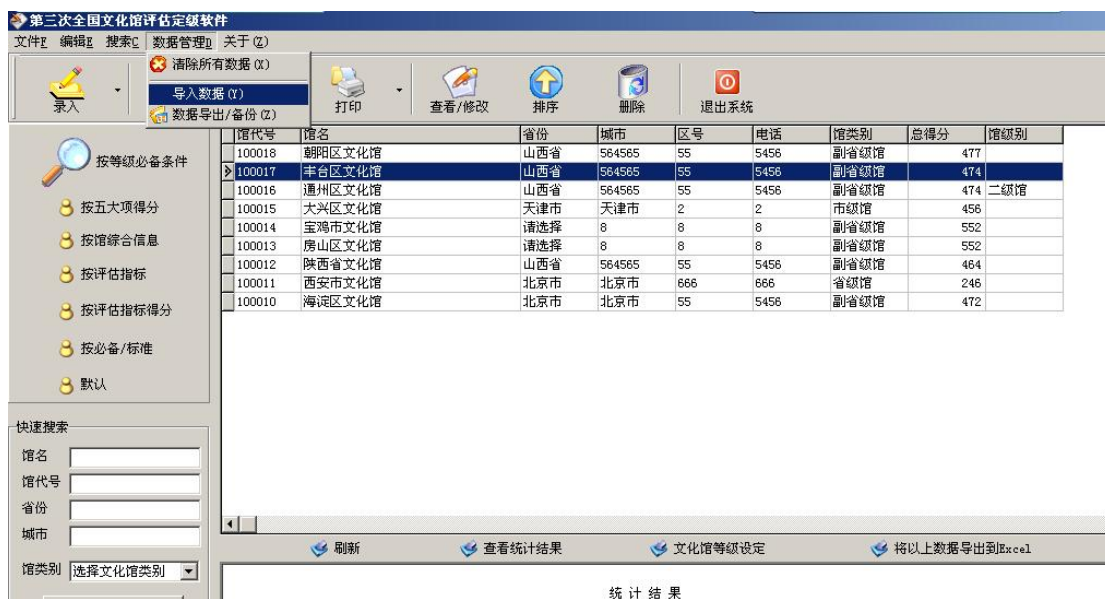 第三次全国文化馆评估定级软件
文件F 编辑E 搜索C 数据管理D 关于(Z)
清除所有数据(X)
导入数据(Y)
数据导出/备份(Z)
录入 打印 查看/修改 排序 删除 退出系统
馆代号 馆名 省份 城市 区号 电话 馆类别 总得分 馆级别
100018 朝阳区文化馆 山西省 564565 55 5456 副省级馆 477
100017 丰台区文化馆 山西省 564565 55 5456 副省级馆 474
100016 通州区文化馆 山西省 564565 55 5456 副省级馆 474 二级馆
100015 大兴区文化馆 天津市 天津市 2 2 市级馆 456
100014 宝鸡市文化馆 请选择 8 8 8 副省级馆 552
100013 房山区文化馆 请选择 8 8 8 副省级馆 552
100012 陕西省文化馆 山西省 564565 55 5456 副省级馆 464
100011 西安市文化馆 北京市 北京市 666 666 省级馆 246
100010 海淀区文化馆 北京市 北京市 55 5456 副省级馆 472
按等级必备条件
按五大项得分
按馆综合信息
按评估指标
按评估指标得分
按必备/标准
默认
快速搜索
馆名
馆代号
省份
城市
馆类别 选择文化馆类别
刷新 查看统计结果 文化馆等级设定 将以上数据导出到Excel
统计结果